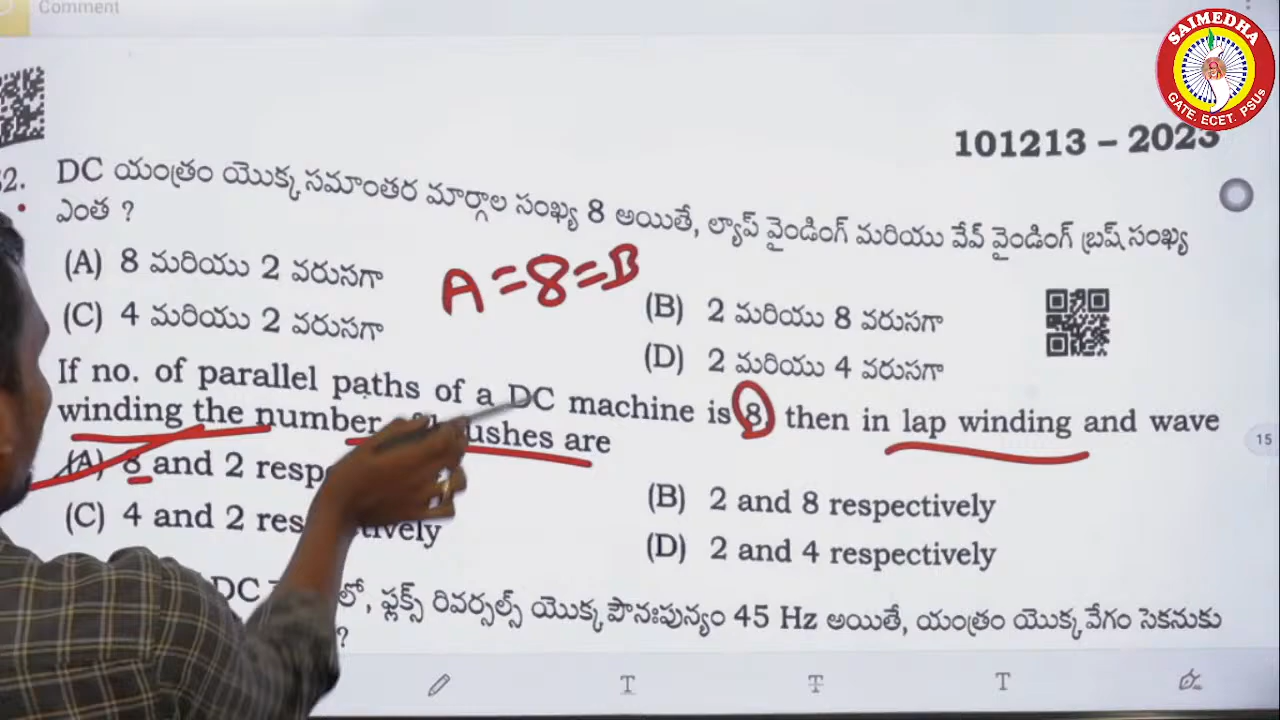 Comment
SAIMEDHA
GATE. ECET. PSUs
101213 – 2023
2. DC యంత్రం యొక్క సమాంతర మార్గాల సంఖ్య 8 అయితే, ల్యాప్ వైండింగ్ మరియు వేవ్ వైండింగ్ బ్రష్ సంఖ్య
ఎంత ?
(A) 8 మరియు 2 వరుసగా
A = 8 = B
(B) 2 మరియు 8 వరుసగా
(C) 4 మరియు 2 వరుసగా
(D) 2 మరియు 4 వరుసగా
If no. of parallel paths of a DC machine is 8 then in lap winding and wave
winding the number ushes are
15
(A) 8 and 2 resp
(B) 2 and 8 respectively
(C) 4 and 2 res ctively
(D) 2 and 4 respectively
DC లో, ఫ్లక్స్ రివర్సల్స్ యొక్క పౌనఃపున్యం 45 Hz అయితే, యంత్రం యొక్క వేగం సెకనుకు
?
T T T